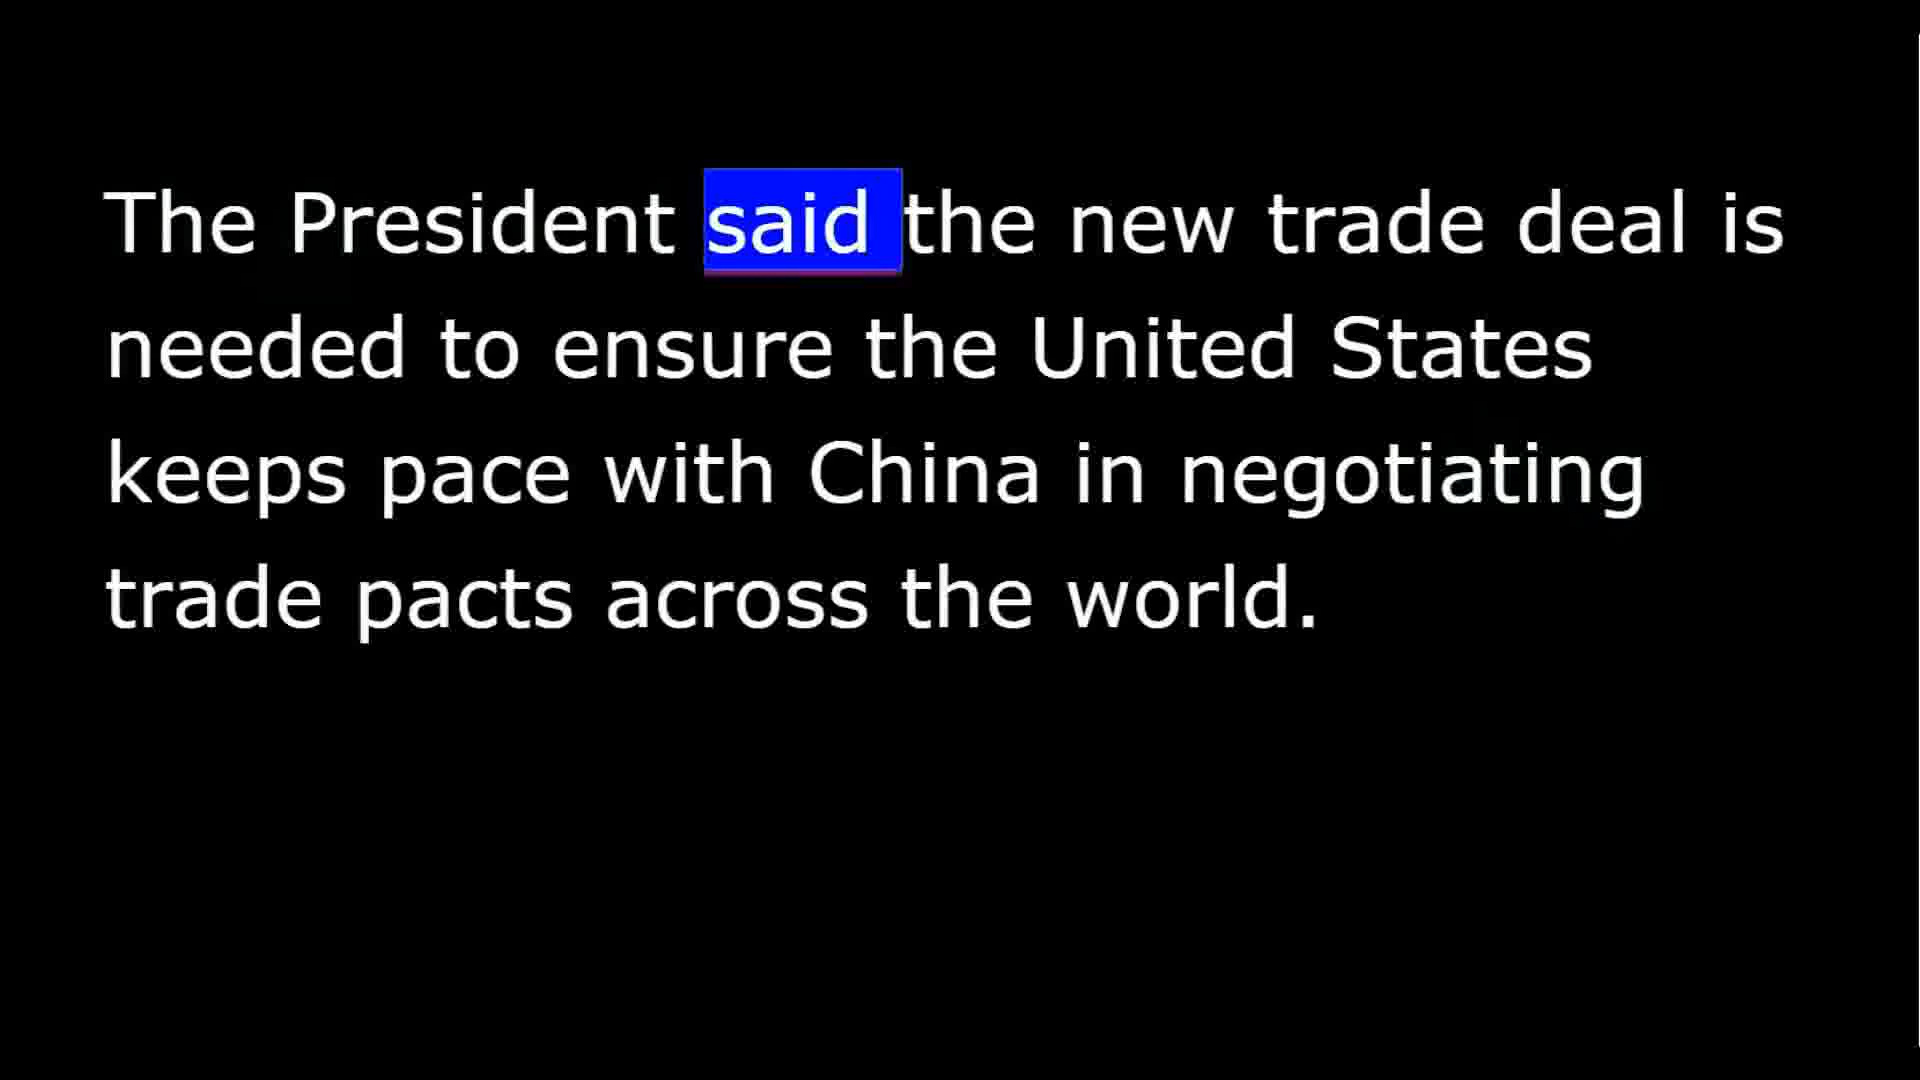 The President said the new trade deal is
needed to ensure the United States
keeps pace with China in negotiating
trade pacts across the world.